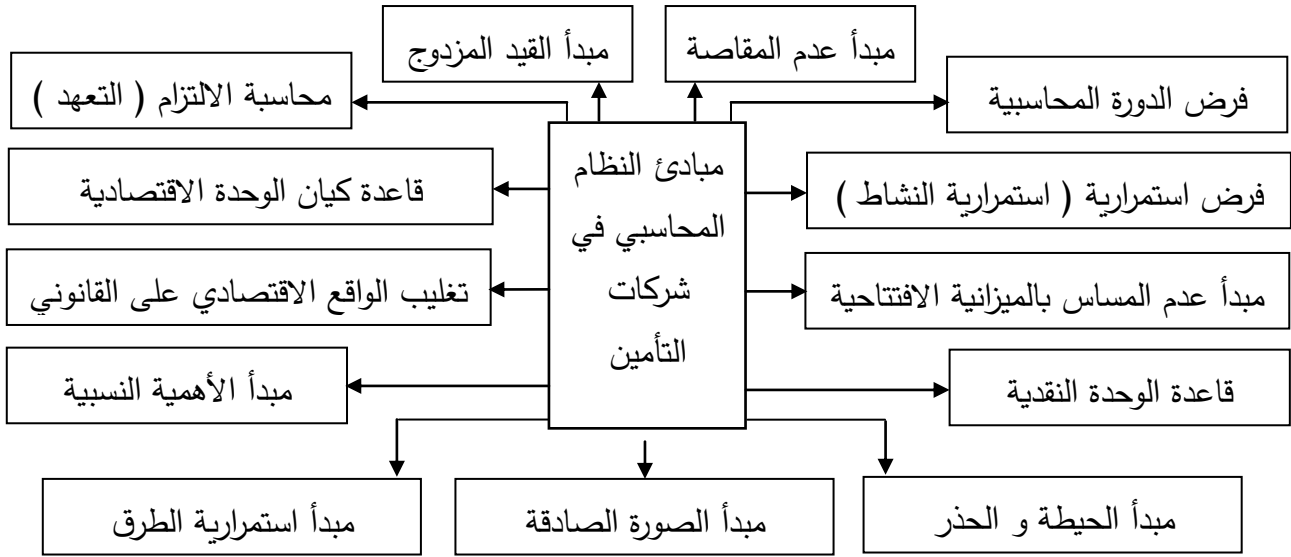 مبدأ عدم المقاصة
مبدأ القيد المزدوج
فرض الدورة المحاسبية
محاسبة الالتزام ( التعهد )
مبادئ النظام
المحاسبي في
شركات
التأمين
فرض استمرارية ( استمرارية النشاط )
قاعدة كيان الوحدة الاقتصادية
مبدأ عدم المساس بالميزانية الافتتاحية
تغليب الواقع الاقتصادي على القانوني
قاعدة الوحدة النقدية
مبدأ الأهمية النسبية
مبدأ الحيطة و الحذر
مبدأ الصورة الصادقة
مبدأ استمرارية الطرق